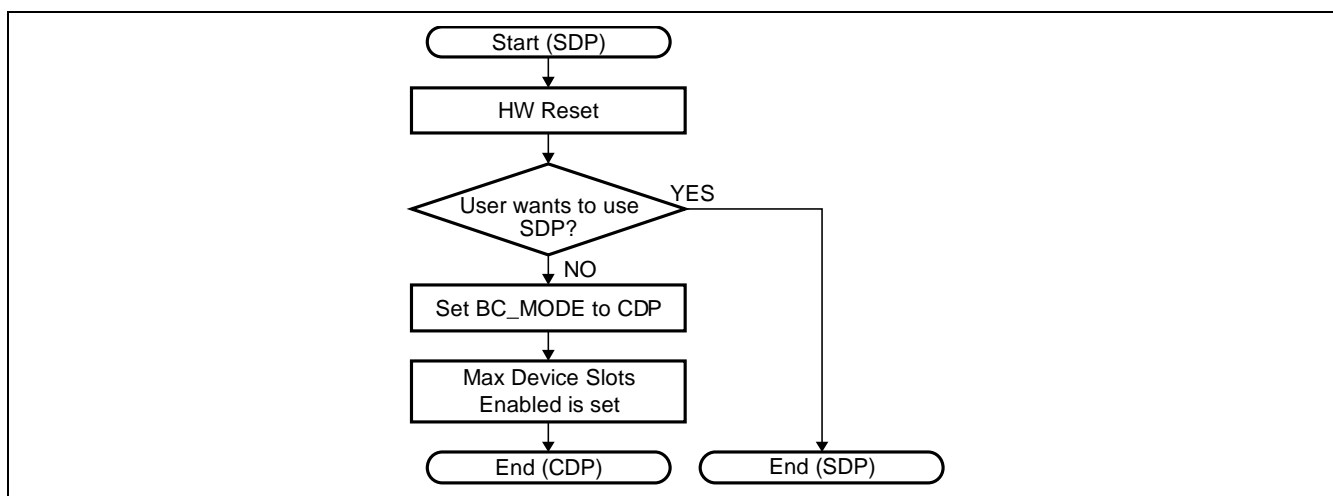 Start (SDP)
HW Reset
YES
User wants to use
SDP?
NO
Set BC_MODE to CDP
Max Device Slots
Enabled is set
End (CDP)
End (SDP)